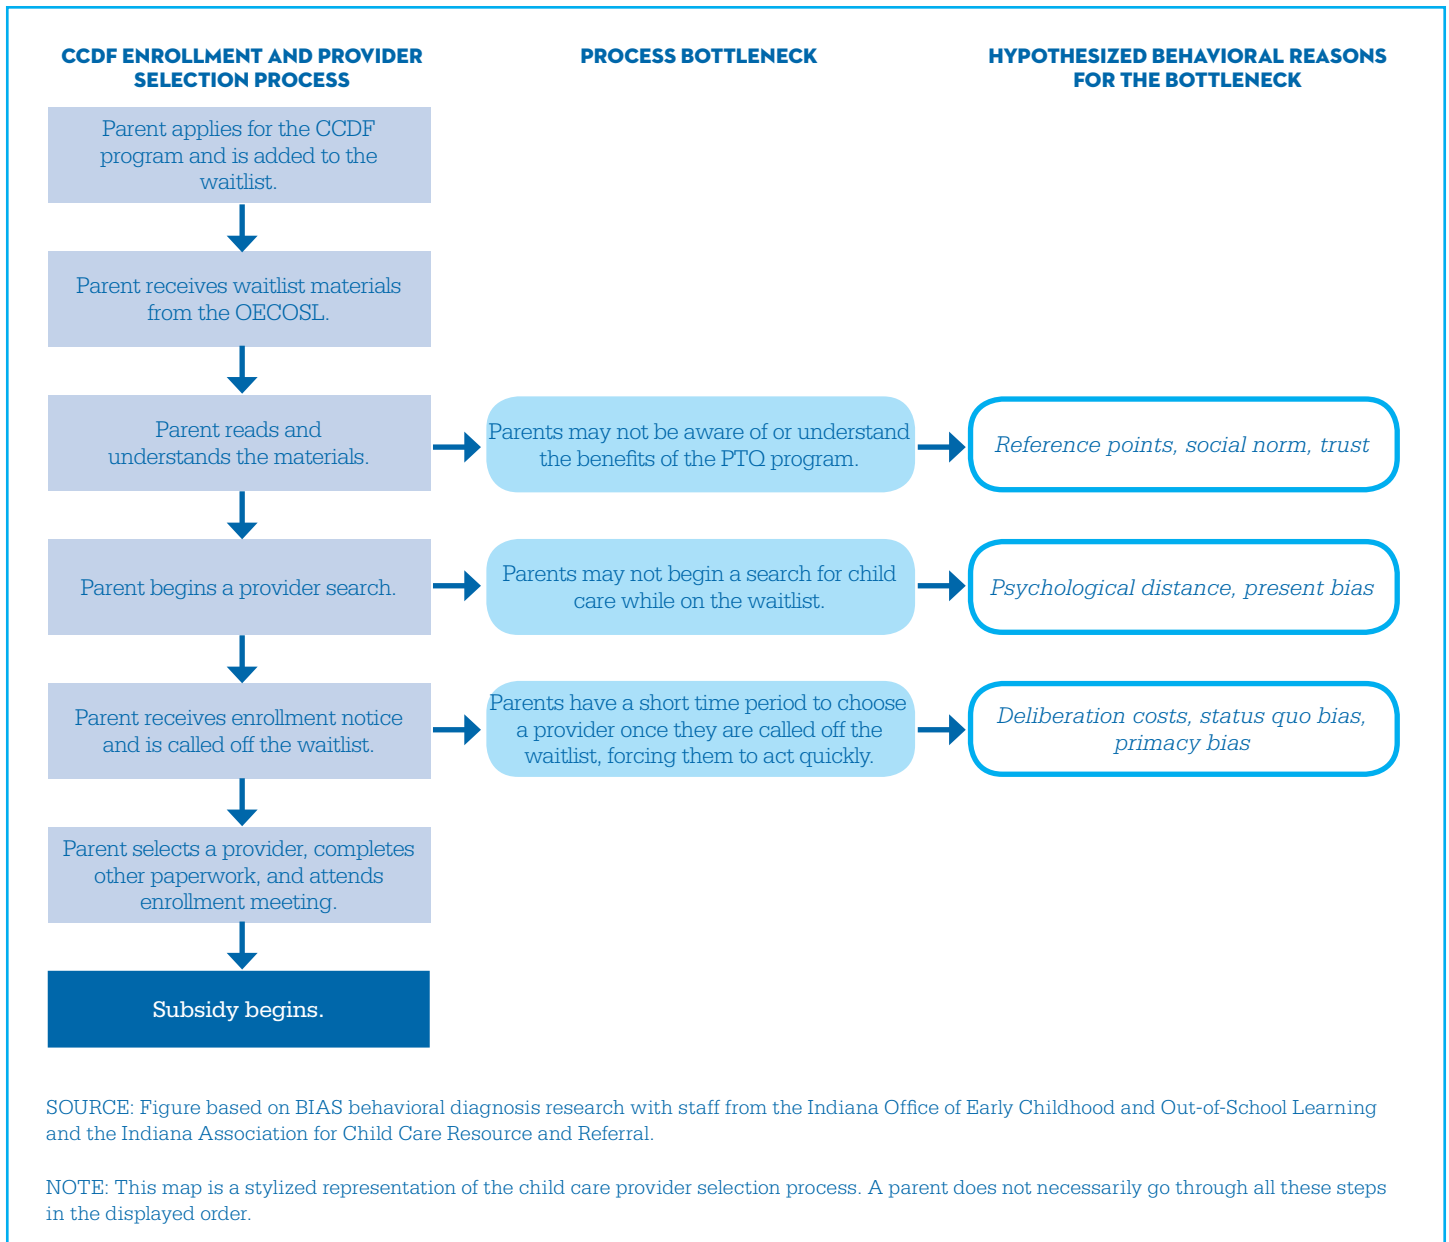 CCDF ENROLLMENT AND PROVIDER
SELECTION PROCESS
PROCESS BOTTLENECK
HYPOTHESIZED BEHAVIORAL REASONS
FOR THE BOTTLENECK
Parent applies for the CCDF
program and is added to the
waitlist.
Parent receives waitlist materials
from the OECOSL.
Parent reads and
understands the materials.
Parents may not be aware of or understand
the benefits of the PTQ program.
Reference points, social norm, trust
Parent begins a provider search.
Parents may not begin a search for child
care while on the waitlist.
Psychological distance, present bias
Parent receives enrollment notice
and is called off the waitlist.
Parents have a short time period to choose
a provider once they are called off the
waitlist, forcing them to act quickly.
Deliberation costs, status quo bias,
primacy bias
Parent selects a provider, completes
other paperwork, and attends
enrollment meeting.
Subsidy begins.
SOURCE: Figure based on BIAS behavioral diagnosis research with staff from the Indiana Office of Early Childhood and Out-of-School Learning
and the Indiana Association for Child Care Resource and Referral.
NOTE: This map is a stylized representation of the child care provider selection process. A parent does not necessarily go through all these steps
in the displayed order.